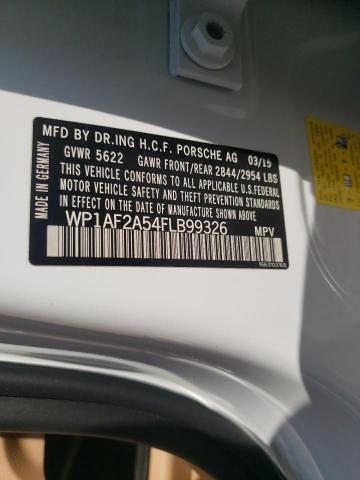 MFD BY DR.ING H.C.F. PORSCHE AG 03/15
MADE IN GERMANY
GVWR 5622 GAWR FRONT/REAR 2844/2954 LBS
THIS VEHICLE CONFORMS TO ALL APPLICABLE U.S.FEDERAL
MOTOR VEHICLE SAFETY BUMPER AND THEFT PREVENTION
STANDARDS IN EFFECT ON THE DATE OF MANUFACTURE
WP1AF2A54FLB99326 MPV